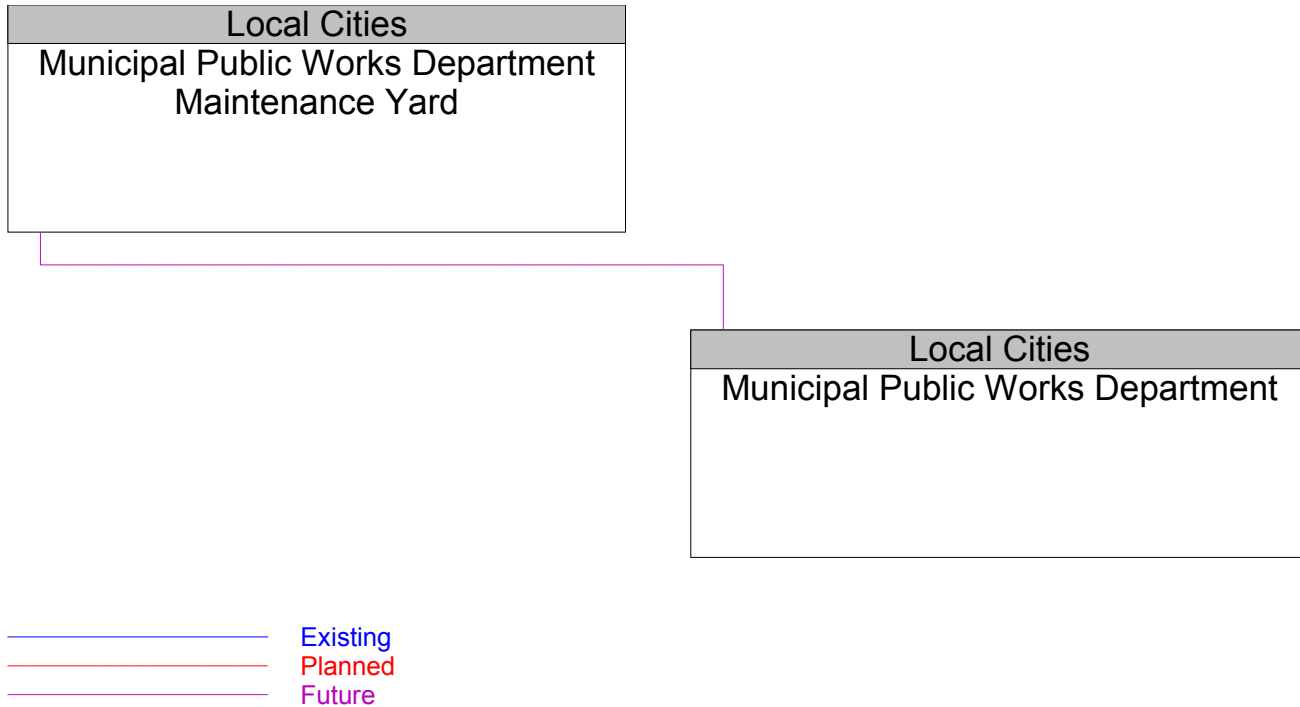 Local Cities
Municipal Public Works Department
Maintenance Yard
Local Cities
Municipal Public Works Department
Existing
Planned
Future